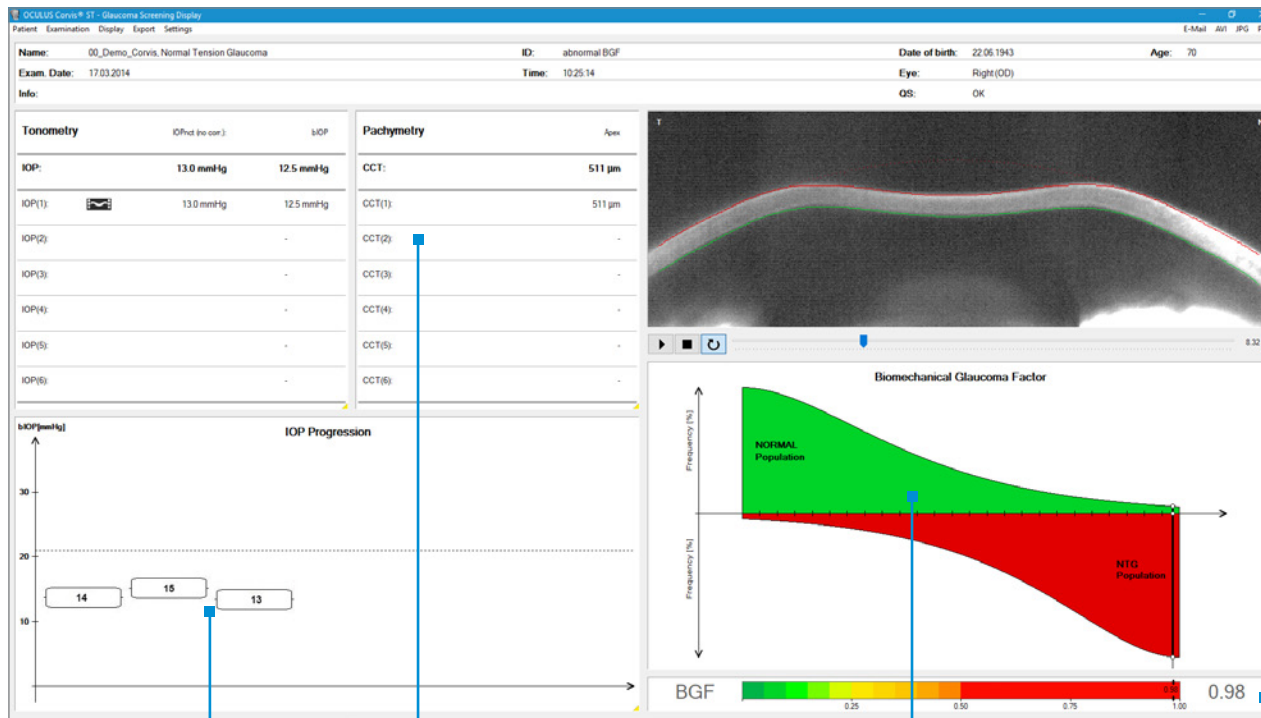 OCULUS Corvis® ST - Glaucoma Screening Display
Patient Examination Display Export Settings E-Mail AVI JPG
Name: 00_Demo_Corvis, Normal Tension Glaucoma ID: abnormal BGF Date of birth: 22.06.1943 Age: 70
Exam. Date: 17.03.2014 Time: 10:25:14 Eye: Right (OD)
Info: QS: OK
Tonometry IOPnct (no corr.): bIOP
IOP: 13.0 mmHg 12.5 mmHg
IOP(1): 13.0 mmHg 12.5 mmHg
IOP(2): -
IOP(3): -
IOP(4): -
IOP(5): -
IOP(6): -
Pachymetry Apex
CCT: 511 µm
CCT(1): 511 µm
CCT(2): -
CCT(3): -
CCT(4): -
CCT(5): -
CCT(6): -
T
8.32
bIOP[mmHg] IOP Progression
30
20
10
14 15 13
Biomechanical Glaucoma Factor
Frequency [%]
NORMAL
Population
Frequency [%]
NTG
Population
BGF 0.98 0.98
0.25 0.50 0.75 1.00